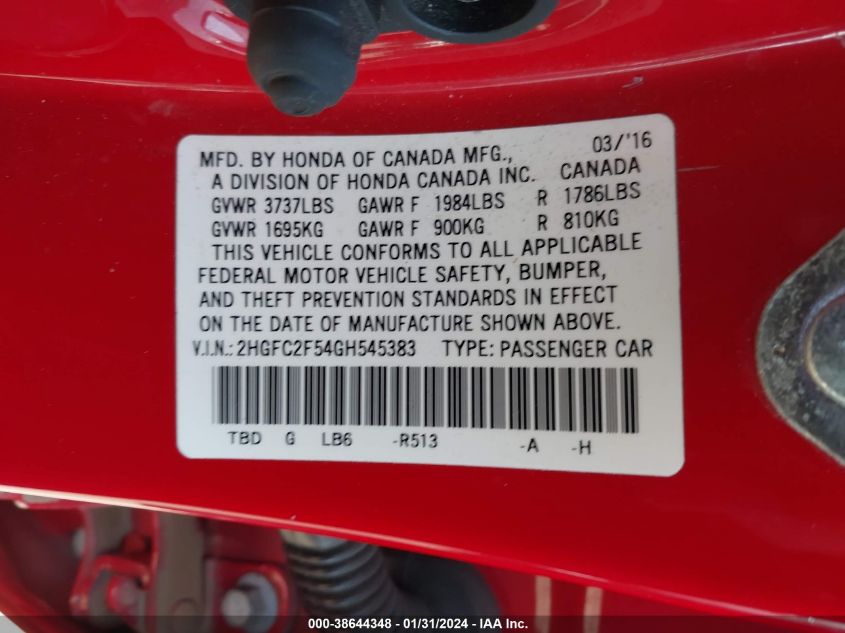 MFD. BY HONDA OF CANADA MFG., 03/'16
A DIVISION OF HONDA CANADA INC. CANADA
GVWR 3737LBS GAWR F 1984LBS R 1786LBS
GVWR 1695KG GAWR F 900KG R 810KG
THIS VEHICLE CONFORMS TO ALL APPLICABLE
FEDERAL MOTOR VEHICLE SAFETY, BUMPER,
AND THEFT PREVENTION STANDARDS IN EFFECT
ON THE DATE OF MANUFACTURE SHOWN ABOVE.
V.I.N.: 2HGFC2F54GH545383 TYPE: PASSENGER CAR
TBD G LB6 -R513 -A -H
000-38644348 - 01/31/2024 - IAA Inc.